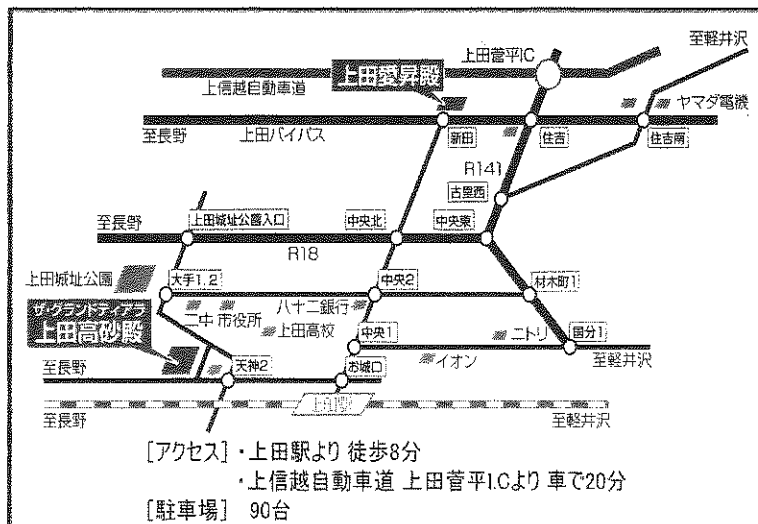 至軽井沢
上田菅平IC
上信越自動車道
上田愛昇殿
ヤマダ電機
至長野
上田バイパス
新田
住吉
住吉南
R141
古里西
至長野
上田城址公園入口
中央北
中央東
R18
上田城址公園
大手1,2
中央2
材木町1
二中
市役所
八十二銀行
上田高校
ザ・グランドティアラ
上田高砂殿
中央1
ニトリ
国分1
至長野
イオン
至軽井沢
天神2
お城口
上田駅
至長野
至軽井沢
[アクセス]・上田駅より 徒歩8分
・上信越自動車道 上田菅平I.Cより 車で20分
[駐車場] 90台